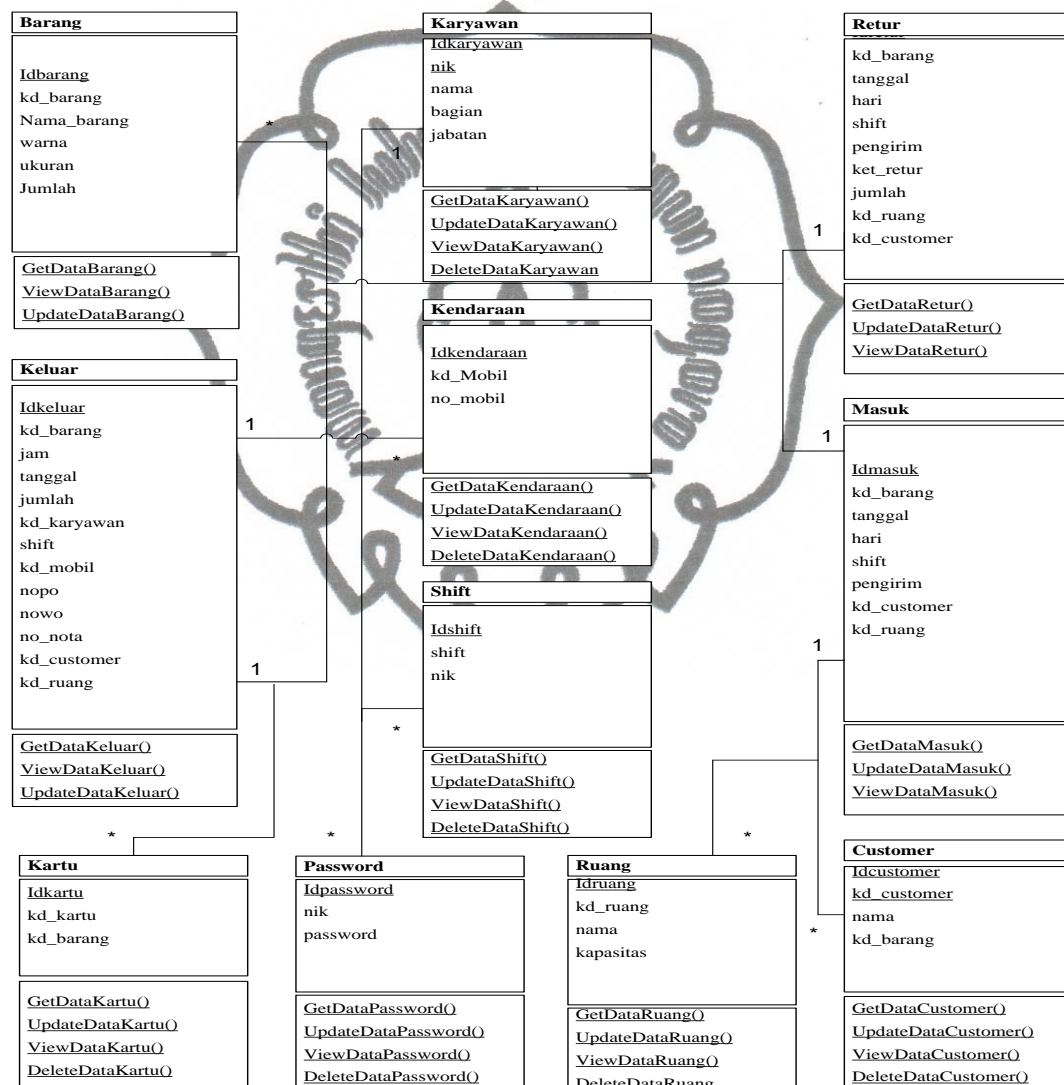 Barang
Idbarang
kd_barang
Nama_barang
warna
ukuran
Jumlah
GetDataBarang()
ViewDataBarang()
UpdateDataBarang()
*
Karyawan
Idkaryawan
nik
nama
bagian
jabatan
GetDataKaryawan()
UpdateDataKaryawan()
ViewDataKaryawan()
DeleteDataKaryawan
1
Retur
kd_barang
tanggal
hari
shift
pengirim
ket_retur
jumlah
kd_ruang
kd_customer
GetDataRetur()
UpdateDataRetur()
ViewDataRetur()
1
Keluar
Idkeluar
kd_barang
jam
tanggal
jumlah
kd_karyawan
shift
kd_mobil
nopo
nowo
no_nota
kd_customer
kd_ruang
GetDataKeluar()
ViewDataKeluar()
UpdateDataKeluar()
1
1
Kendaraan
Idkendaraan
kd_Mobil
no_mobil
GetDataKendaraan()
UpdateDataKendaraan()
ViewDataKendaraan()
DeleteDataKendaraan()
*
Masuk
Idmasuk
kd_barang
tanggal
hari
shift
pengirim
kd_customer
kd_ruang
GetDataMasuk()
UpdateDataMasuk()
ViewDataMasuk()
1
1
Shift
Idshift
shift
nik
GetDataShift()
UpdateDataShift()
ViewDataShift()
DeleteDataShift()
*
*
Kartu
Idkartu
kd_kartu
kd_barang
GetDataKartu()
UpdateDataKartu()
ViewDataKartu()
DeleteDataKartu()
*
Password
Idpassword
nik
password
GetDataPassword()
UpdateDataPassword()
ViewDataPassword()
DeleteDataPassword()
*
Ruang
Idruang
kd_ruang
nama
kapasitas
GetDataRuang()
UpdateDataRuang()
ViewDataRuang()
DeleteDataRuang
*
Customer
Idcustomer
kd_customer
nama
kd_barang
GetDataCustomer()
UpdateDataCustomer()
ViewDataCustomer()
DeleteDataCustomer()